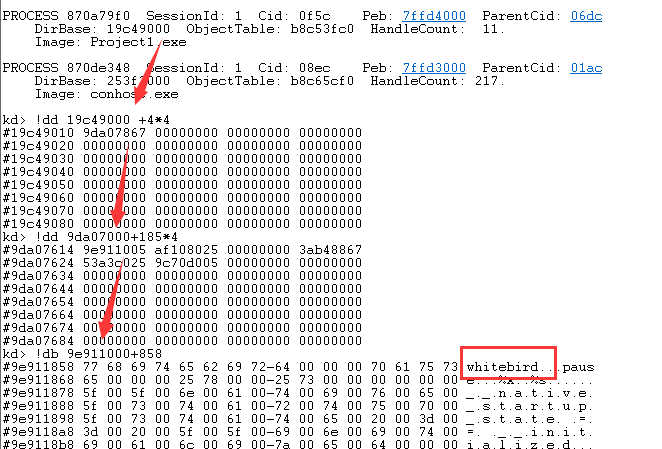 PROCESS 870a79f0  SessionId: 1  Cid: 0f5c    Peb: 7ffd4000  ParentCid: 06dc
    DirBase: 19c49000  ObjectTable: b8c53fc0  HandleCount:  11.
    Image: Project1.exe
PROCESS 870de348  SessionId: 1  Cid: 08ec    Peb: 7ffd3000  ParentCid: 01ac
    DirBase: ObjectTable: b8c65cf0  HandleCount: 217.
    Image: conhost.exe
kd> !dd 19c49000 +4*4
#19c49010 9da07867 00000000 00000000 00000000
#19c49020 00000000 00000000 00000000 00000000
#19c49030 00000000 00000000 00000000 00000000
#19c49040 00000000 00000000 00000000 00000000
#19c49050 00000000 00000000 00000000 00000000
#19c49060 00000000 00000000 00000000 00000000
#19c49070 00000000 00000000 00000000 00000000
#19c49080 00000000 00000000 00000000 00000000
kd> !dd 9da07000+185*4
#9da07614 9e911005 af108025 00000000 3ab48867
#9da07624 53a3c025 9c70d005 00000000 00000000
#9da07634 00000000 00000000 00000000 00000000
#9da07644 00000000 00000000 00000000 00000000
#9da07654 00000000 00000000 00000000 00000000
#9da07664 00000000 00000000 00000000 00000000
#9da07674 00000000 00000000 00000000 00000000
#9da07684 00000000 00000000 00000000 00000000
kd> !db 9e911000+858
#9e911858 77 68 69 74 65 62 69 72-64 00 00 00 70 61 75 73 whitebird...paus
#9e911868 65 00 00 00 25 78 00 00-25 73 00 00 00 00 00 00 e...%x..%s......
#9e911878 5f 00 5f 00 6e 00 61 00-74 00 69 00 76 00 65 00 _._.n.a.t.i.v.e.
#9e911888 5f 00 73 00 74 00 61 00-72 00 74 00 75 00 70 00 _.s.t.a.r.t.u.p.
#9e911898 5f 00 73 00 74 00 61 00-74 00 65 00 20 00 3d 00 _.s.t.a.t.e. .=.
#9e9118a8 3d 00 20 00 5f 00 5f 00-69 00 6e 00 69 00 74 00 =. ._._.i.n.i.t.
#9e9118b8 69 00 61 00 6c 00 69 00-7a 00 65 00 64 00 00 00 i.a.l.i.z.e.d...